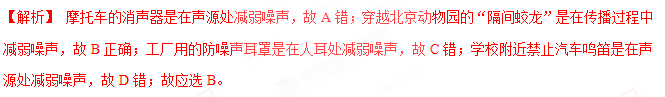 【解析】 摩托车的消声器是在声源处减弱噪声，故 A 错；穿越北京动物园的“隔间蛟龙”是在传播过程中
减弱噪声，故 B 正确；工厂用的防噪声耳罩是在人耳处减弱噪声，故 C 错；学校附近禁止汽车鸣笛是在声
源处减弱噪声，故 D 错；故应选 B。